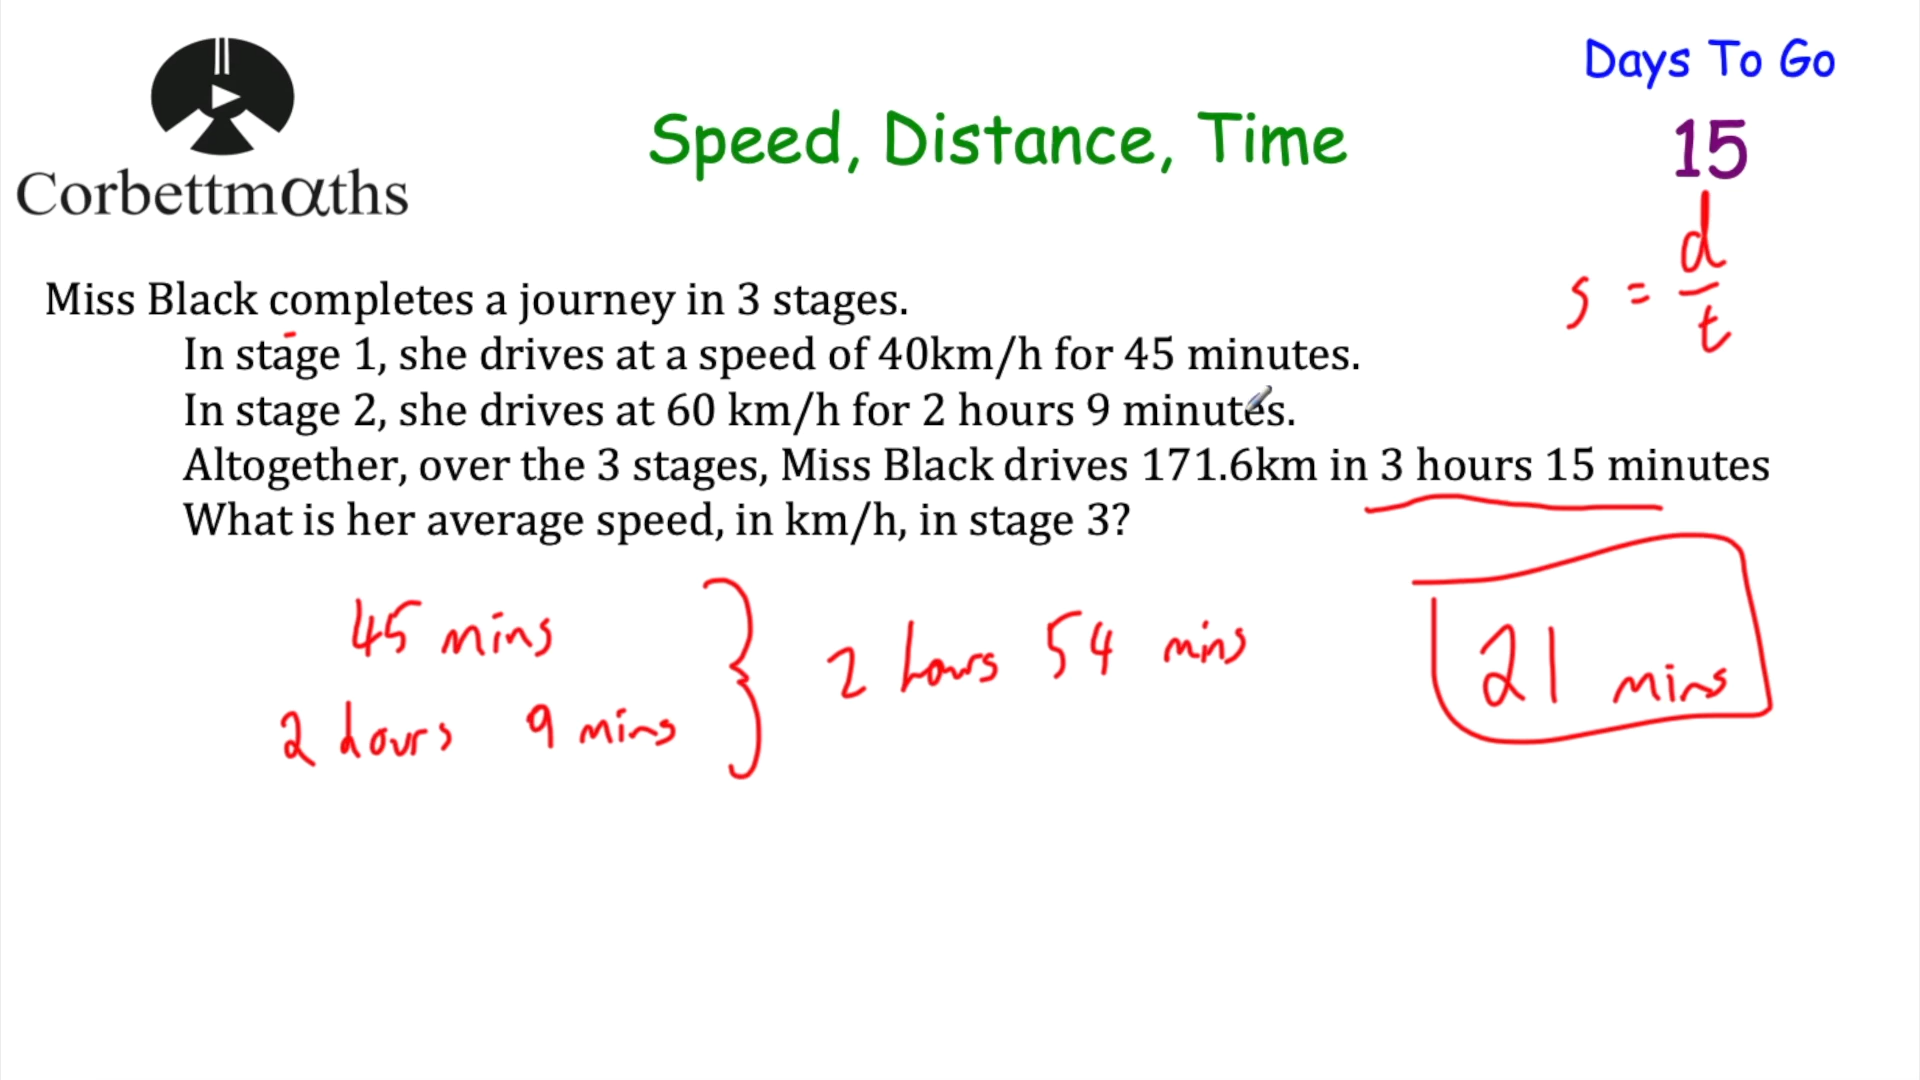 Days To Go
Speed, Distance, Time
15
Corbettmαths
s = d/t
Miss Black completes a journey in 3 stages.
In stage 1, she drives at a speed of 40km/h for 45 minutes.
In stage 2, she drives at 60 km/h for 2 hours 9 minutes.
Altogether, over the 3 stages, Miss Black drives 171.6km in 3 hours 15 minutes
What is her average speed, in km/h, in stage 3?
45 mins
2 hours 9 mins
2 hours 54 mins
21 mins